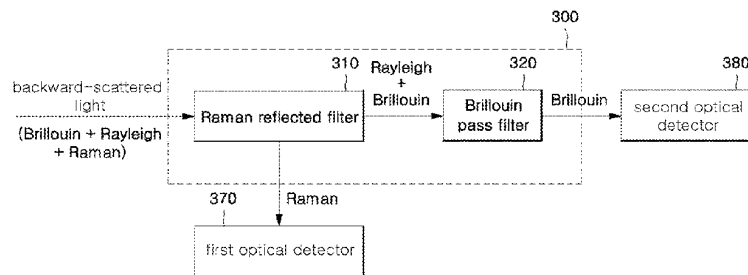 300
310
320
380
backward-scattered
light
(Brillouin + Rayleigh
+ Raman)
Raman reflected filter
Rayleigh
+
Brillouin
Brillouin
pass filter
Brillouin
second optical
detector
370
Raman
first optical detector